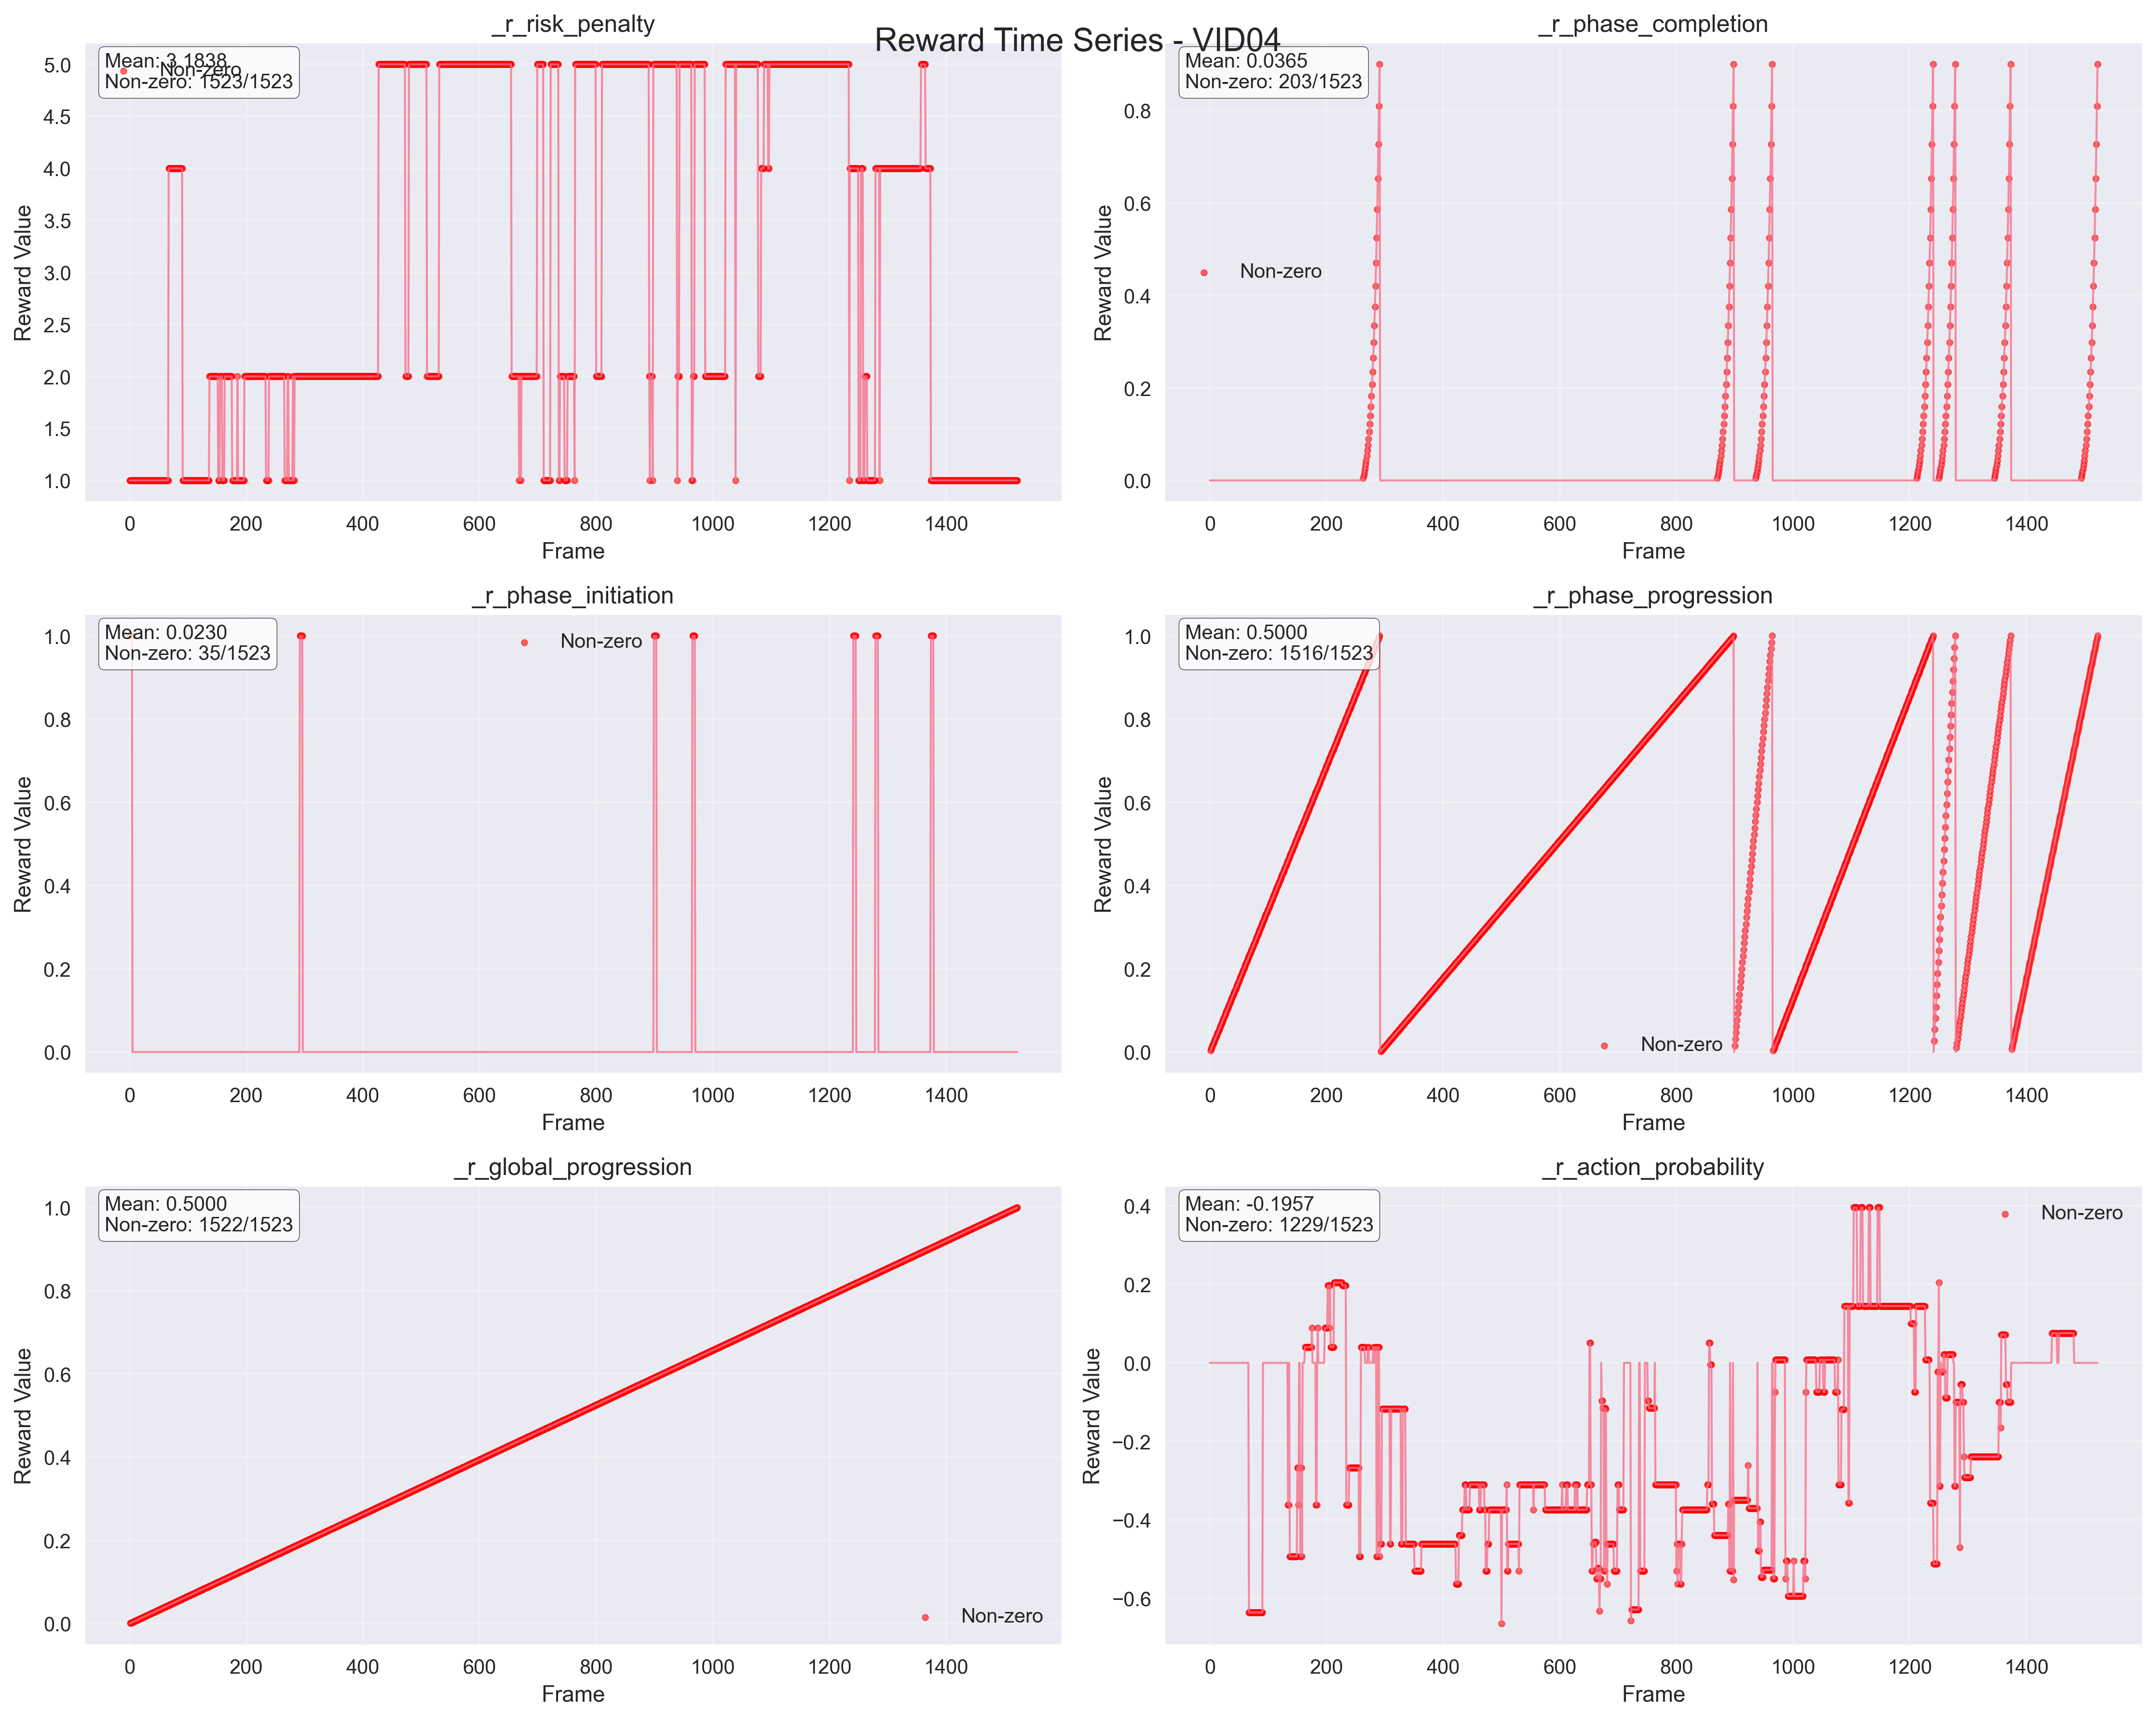 Reward Time Series - VID04
_r_risk_penalty
Mean: 3.1838
Non-zero: 1523/1523
Non-zero
Reward Value
5.0
4.5
4.0
3.5
3.0
2.5
2.0
1.5
1.0
0 200 400 600 800 1000 1200 1400
Frame
_r_phase_completion
Mean: 0.0365
Non-zero: 203/1523
Non-zero
Reward Value
0.8
0.6
0.4
0.2
0.0
0 200 400 600 800 1000 1200 1400
Frame
_r_phase_initiation
Mean: 0.0230
Non-zero: 35/1523
Non-zero
Reward Value
1.0
0.8
0.6
0.4
0.2
0.0
0 200 400 600 800 1000 1200 1400
Frame
_r_phase_progression
Mean: 0.5000
Non-zero: 1516/1523
Non-zero
Reward Value
1.0
0.8
0.6
0.4
0.2
0.0
0 200 400 600 800 1000 1200 1400
Frame
_r_global_progression
Mean: 0.5000
Non-zero: 1522/1523
Non-zero
Reward Value
1.0
0.8
0.6
0.4
0.2
0.0
0 200 400 600 800 1000 1200 1400
Frame
_r_action_probability
Mean: -0.1957
Non-zero: 1229/1523
Non-zero
Reward Value
0.4
0.2
0.0
−0.2
−0.4
−0.6
0 200 400 600 800 1000 1200 1400
Frame